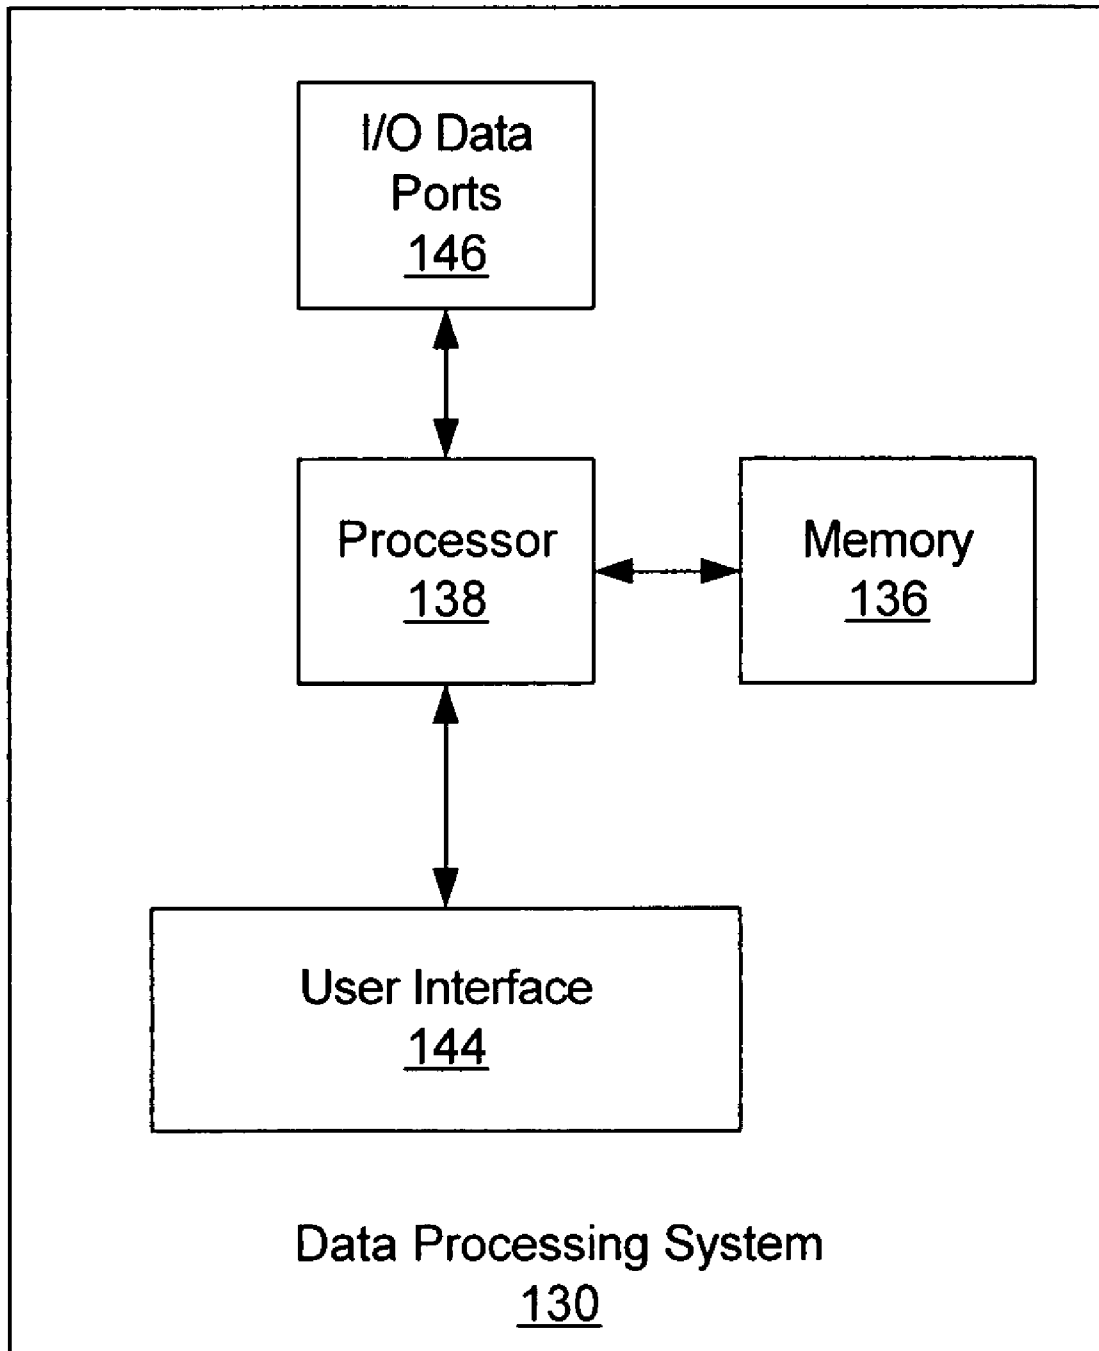 I/O Data
Ports
146
Processor
138
Memory
136
User Interface
144
Data Processing System
130